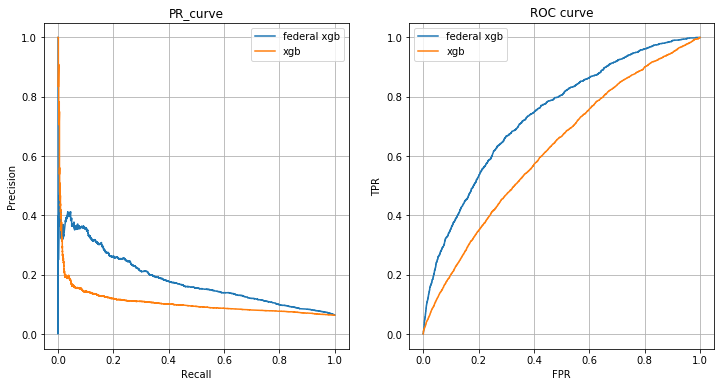 PR_curve
1.0
0.8
0.6
0.4
0.2
0.0
Precision
0.0 0.2 0.4 0.6 0.8 1.0
Recall
federal xgb
xgb
ROC curve
1.0
0.8
0.6
0.4
0.2
0.0
TPR
0.0 0.2 0.4 0.6 0.8 1.0
FPR
federal xgb
xgb